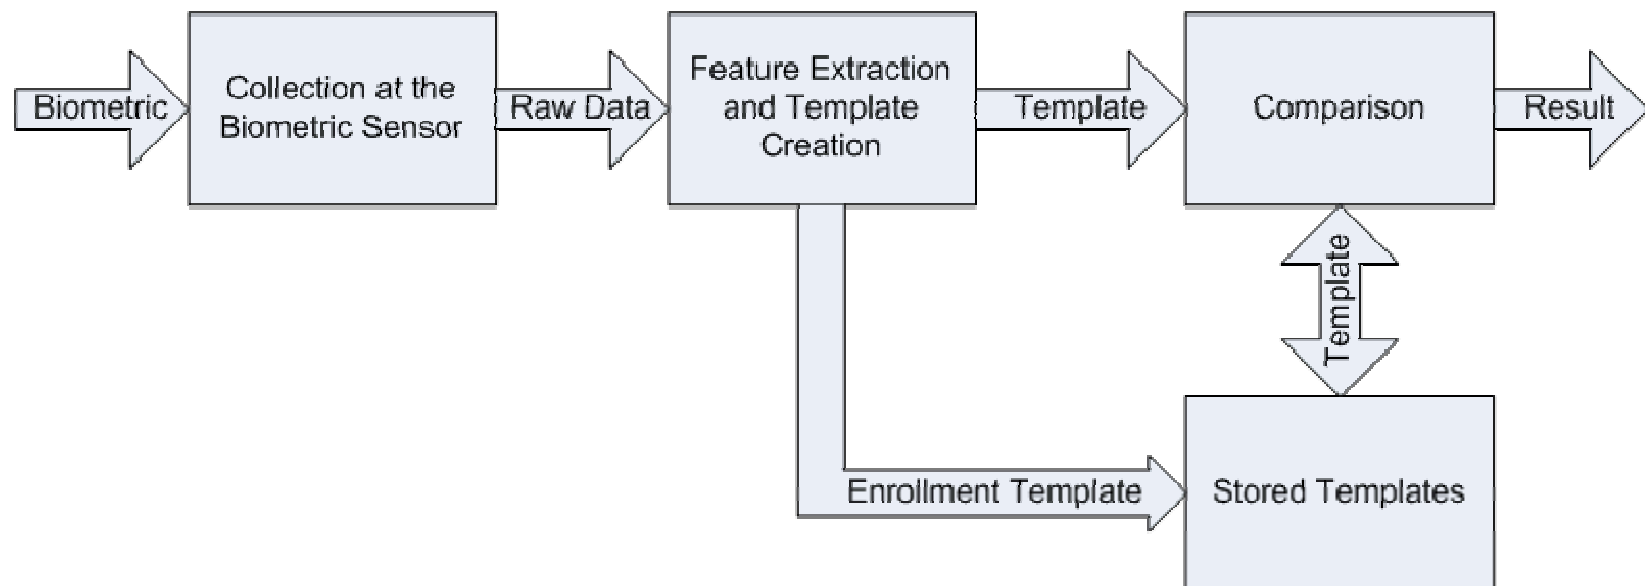 Biometric
Collection at the
Biometric Sensor
Raw Data
Feature Extraction
and Template
Creation
Template
Comparison
Result
Template
Enrollment Template
Stored Templates